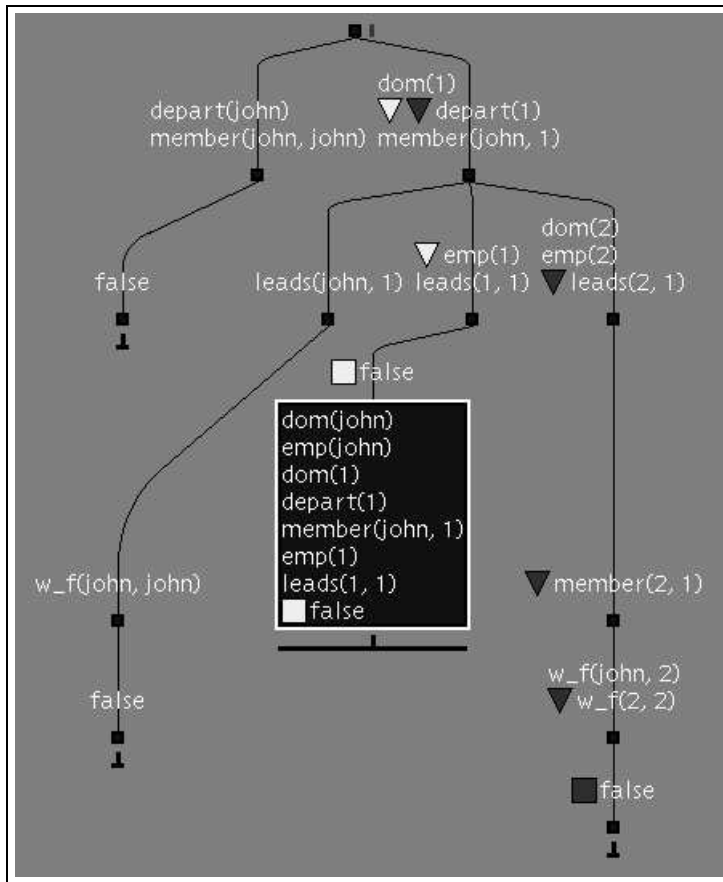 dom(1)
depart(john)
depart(1)
member(john, john)
member(john, 1)
dom(2)
emp(1)
emp(2)
false
leads(john, 1)
leads(1, 1)
leads(2, 1)
false
dom(john)
emp(john)
dom(1)
depart(1)
member(john, 1)
emp(1)
leads(1, 1)
false
w_f(john, john)
member(2, 1)
w_f(john, 2)
false
w_f(2, 2)
false